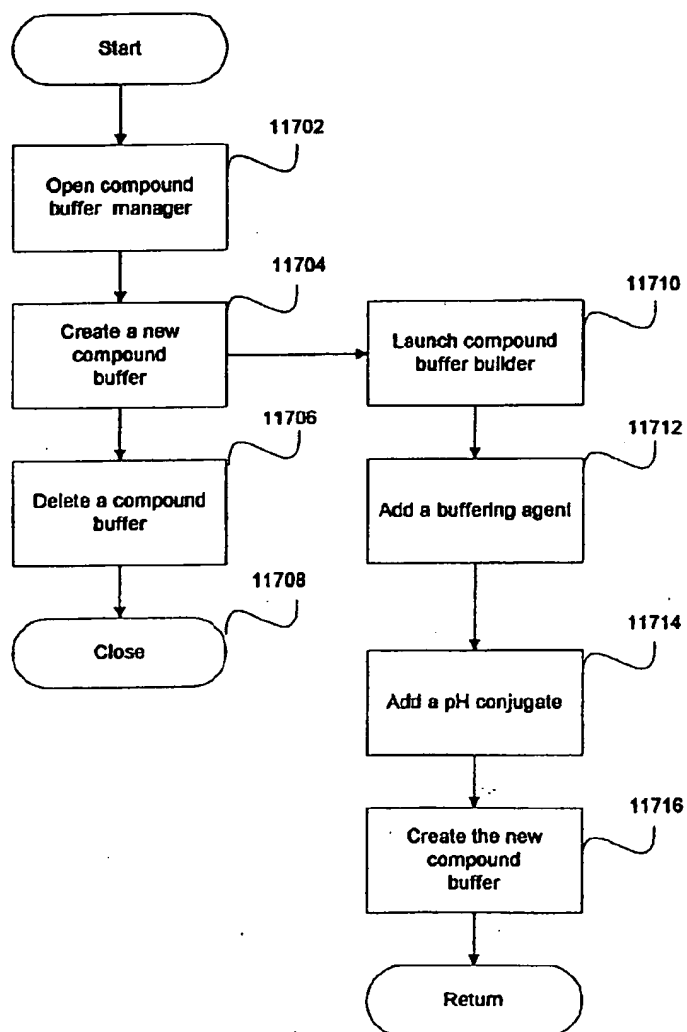 Start
11702
Open compound
buffer manager
11704
Create a new
compound
buffer
11706
Delete a compound
buffer
11708
Close
11710
Launch compound
buffer builder
11712
Add a buffering agent
11714
Add a pH conjugate
11716
Create the new
compound
buffer
Return